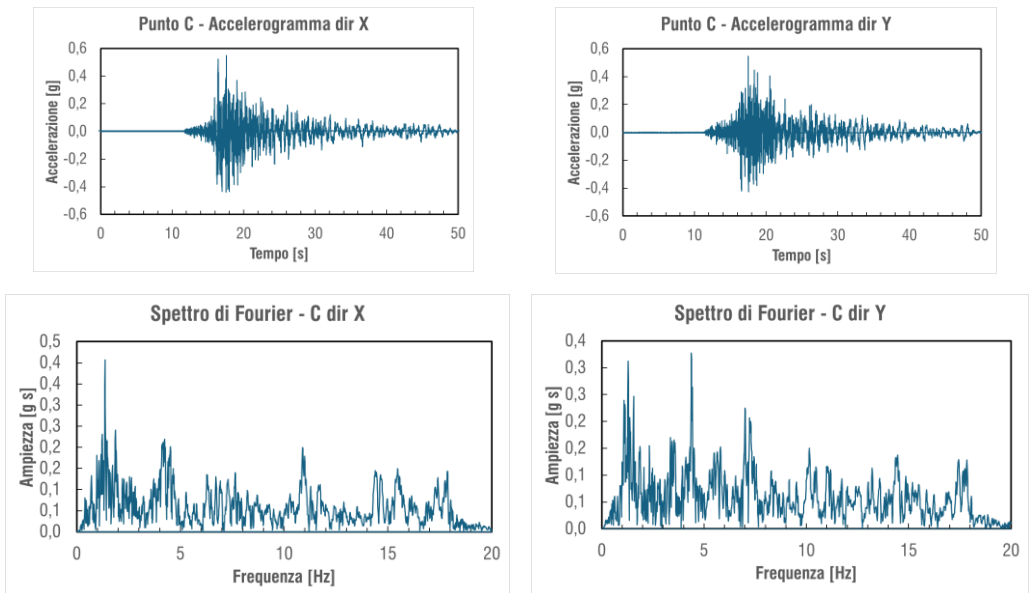 Punto C - Accelerogramma dir X
0,6
0,4
0,2
0,0
-0,2
-0,4
-0,6
Accelerazione [g]
0 10 20 30 40 50
Tempo [s]
Punto C - Accelerogramma dir Y
0,6
0,4
0,2
0,0
-0,2
-0,4
-0,6
Accelerazione [g]
0 10 20 30 40 50
Tempo [s]
Spettro di Fourier - C dir X
0,5
0,4
0,4
0,3
0,3
0,2
0,2
0,1
0,1
0,0
Ampiezza [g s]
0 5 10 15 20
Frequenza [Hz]
Spettro di Fourier - C dir Y
0,4
0,3
0,3
0,2
0,2
0,1
0,1
0,0
Ampiezza [g s]
0 5 10 15 20
Frequenza [Hz]